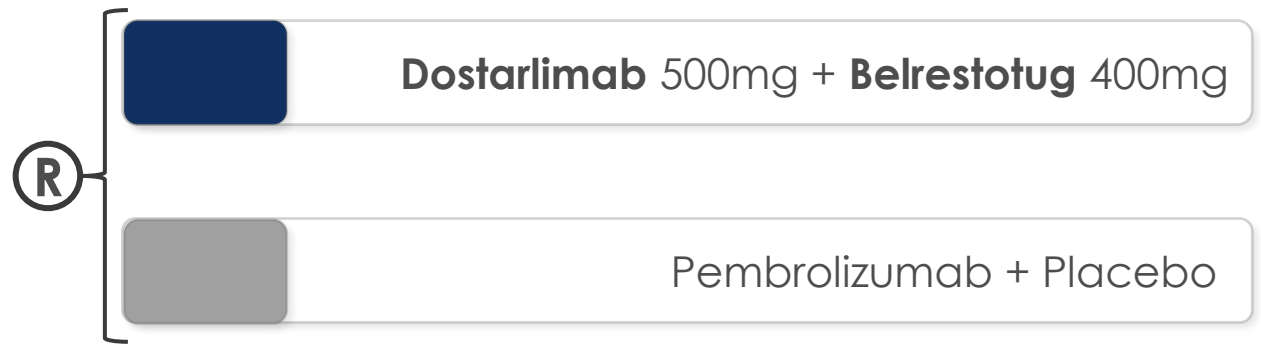 Dostarlimab 500mg + Belrestotug 400mg
R
Pembrolizumab + Placebo